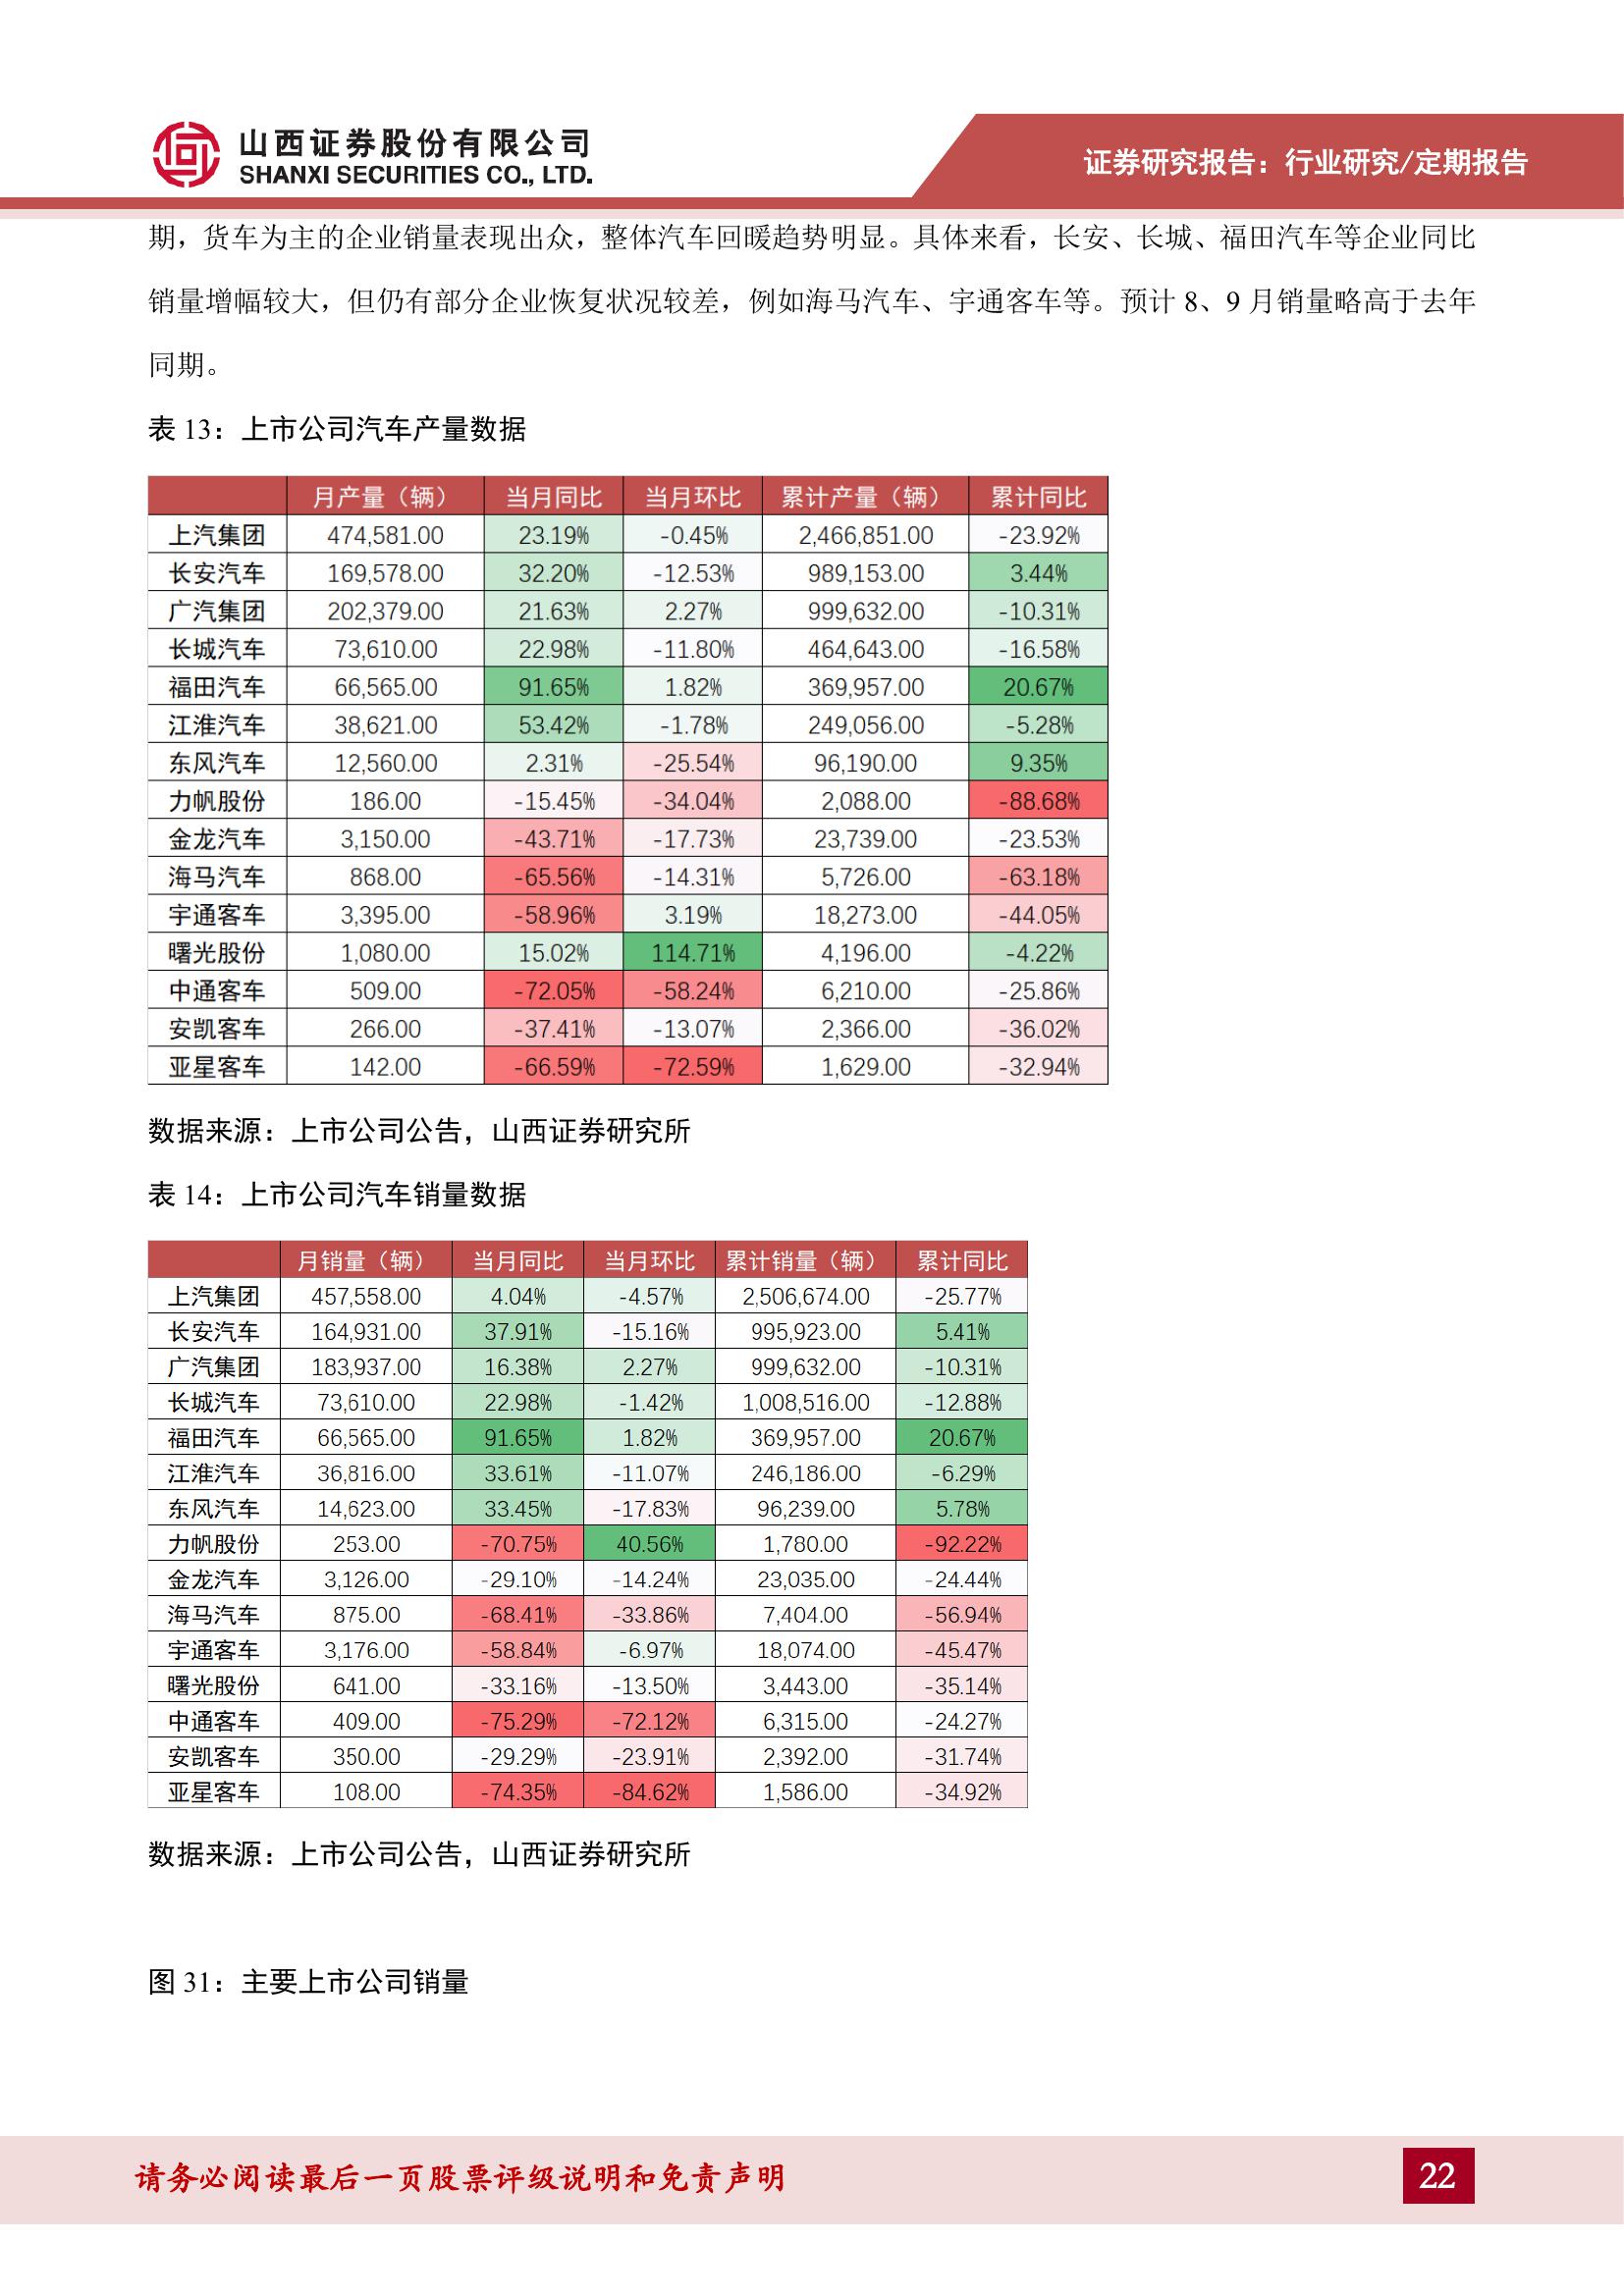 山西证券股份有限公司
SHANXI SECURITIES CO., LTD.
证券研究报告：行业研究/定期报告
期，货车为主的企业销量表现出众，整体汽车回暖趋势明显。具体来看，长安、长城、福田汽车等企业同比
销量增幅较大，但仍有部分企业恢复状况较差，例如海马汽车、宇通客车等。预计 8、9 月销量略高于去年
同期。
表 13：上市公司汽车产量数据
月产量（辆） 当月同比 当月环比 累计产量（辆） 累计同比
上汽集团 474,581.00 23.19% -0.45% 2,466,851.00 -23.92%
长安汽车 169,578.00 32.20% -12.53% 989,153.00 3.44%
广汽集团 202,379.00 21.63% 2.27% 999,632.00 -10.31%
长城汽车 73,610.00 22.98% -11.80% 464,643.00 -16.58%
福田汽车 66,565.00 91.65% 1.82% 369,957.00 20.67%
江淮汽车 38,621.00 53.42% -1.78% 249,056.00 -5.28%
东风汽车 12,560.00 2.31% -25.54% 96,190.00 9.35%
力帆股份 186.00 -15.45% -34.04% 2,088.00 -88.68%
金龙汽车 3,150.00 -43.71% -17.73% 23,739.00 -23.53%
海马汽车 868.00 -65.56% -14.31% 5,726.00 -63.18%
宇通客车 3,395.00 -58.96% 3.19% 18,273.00 -44.05%
曙光股份 1,080.00 15.02% 114.71% 4,196.00 -4.22%
中通客车 509.00 -72.05% -58.24% 6,210.00 -25.86%
安凯客车 266.00 -37.41% -13.07% 2,366.00 -36.02%
亚星客车 142.00 -66.59% -72.59% 1,629.00 -32.94%
数据来源：上市公司公告，山西证券研究所
表 14：上市公司汽车销量数据
月销量（辆） 当月同比 当月环比 累计销量（辆） 累计同比
上汽集团 457,558.00 4.04% -4.57% 2,506,674.00 -25.77%
长安汽车 164,931.00 37.91% -15.16% 995,923.00 5.41%
广汽集团 183,937.00 16.38% 2.27% 999,632.00 -10.31%
长城汽车 73,610.00 22.98% -1.42% 1,008,516.00 -12.88%
福田汽车 66,565.00 91.65% 1.82% 369,957.00 20.67%
江淮汽车 36,816.00 33.61% -11.07% 246,186.00 -6.29%
东风汽车 14,623.00 33.45% -17.83% 96,239.00 5.78%
力帆股份 253.00 -70.75% 40.56% 1,780.00 -92.22%
金龙汽车 3,126.00 -29.10% -14.24% 23,035.00 -24.44%
海马汽车 875.00 -68.41% -33.86% 7,404.00 -56.94%
宇通客车 3,176.00 -58.84% -6.97% 18,074.00 -45.47%
曙光股份 641.00 -33.16% -13.50% 3,443.00 -35.14%
中通客车 409.00 -75.29% -72.12% 6,315.00 -24.27%
安凯客车 350.00 -29.29% -23.91% 2,392.00 -31.74%
亚星客车 108.00 -74.35% -84.62% 1,586.00 -34.92%
数据来源：上市公司公告，山西证券研究所
图 31：主要上市公司销量
请务必阅读最后一页股票评级说明和免责声明
22